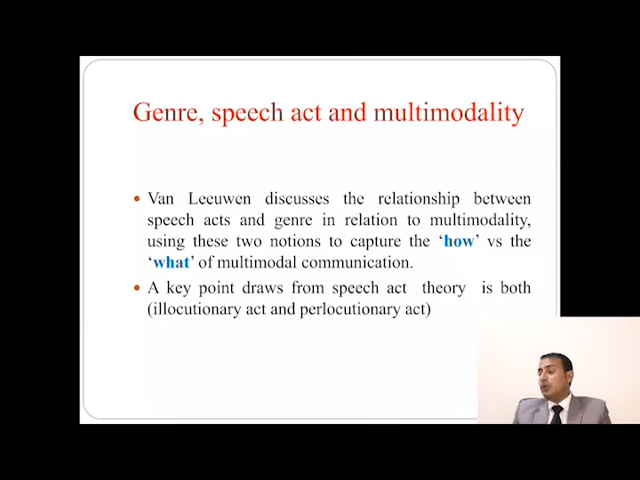 Genre, speech act and multimodality
Van Leeuwen discusses the relationship between
speech acts and genre in relation to multimodality,
using these two notions to capture the ‘how’ vs the
‘what’ of multimodal communication.
A key point draws from speech act theory is both
(illocutionary act and perlocutionary act)